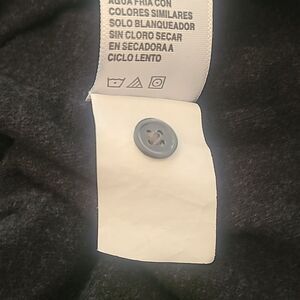 AGUA FRIA CON
COLORES SIMILARES
SOLO BLANQUEADOR
SIN CLORO SECAR
EN SECADORA A
CICLO LENTO